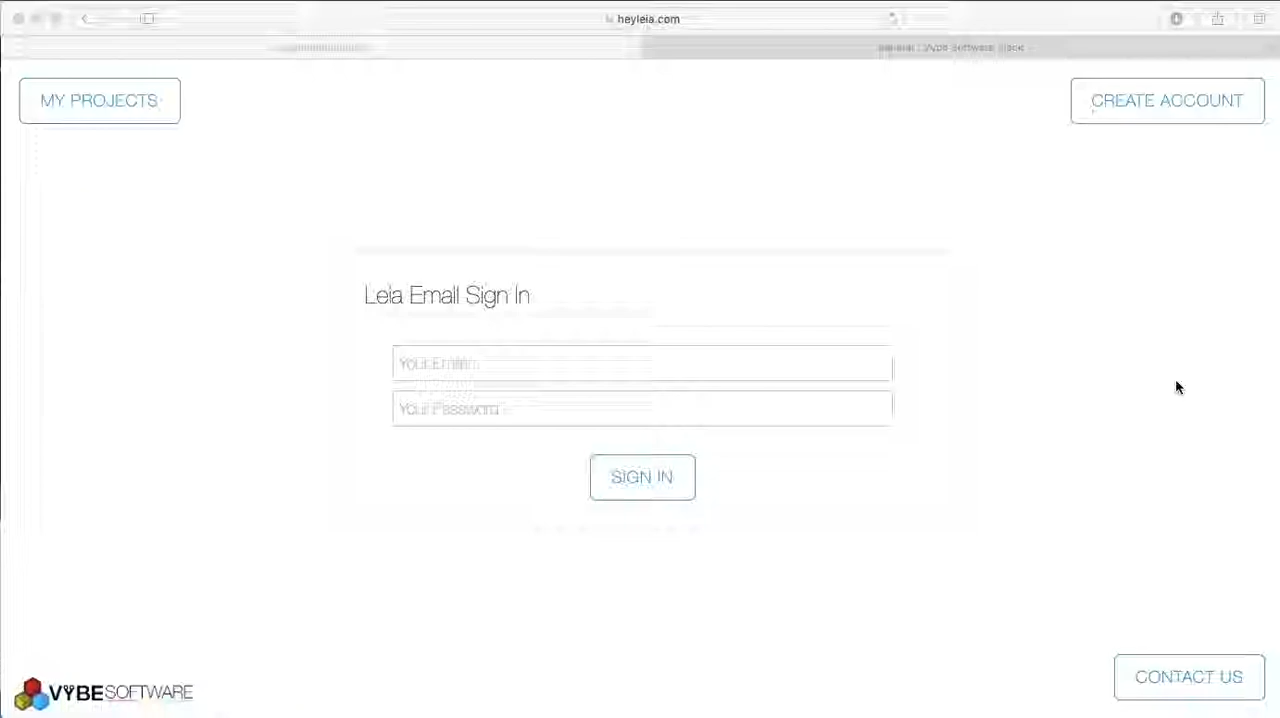 heyleia.com
MY PROJECTS
CREATE ACCOUNT
Leia Email Sign In
Your Email
Your Password
SIGN IN
VYBESOFTWARE
CONTACT US